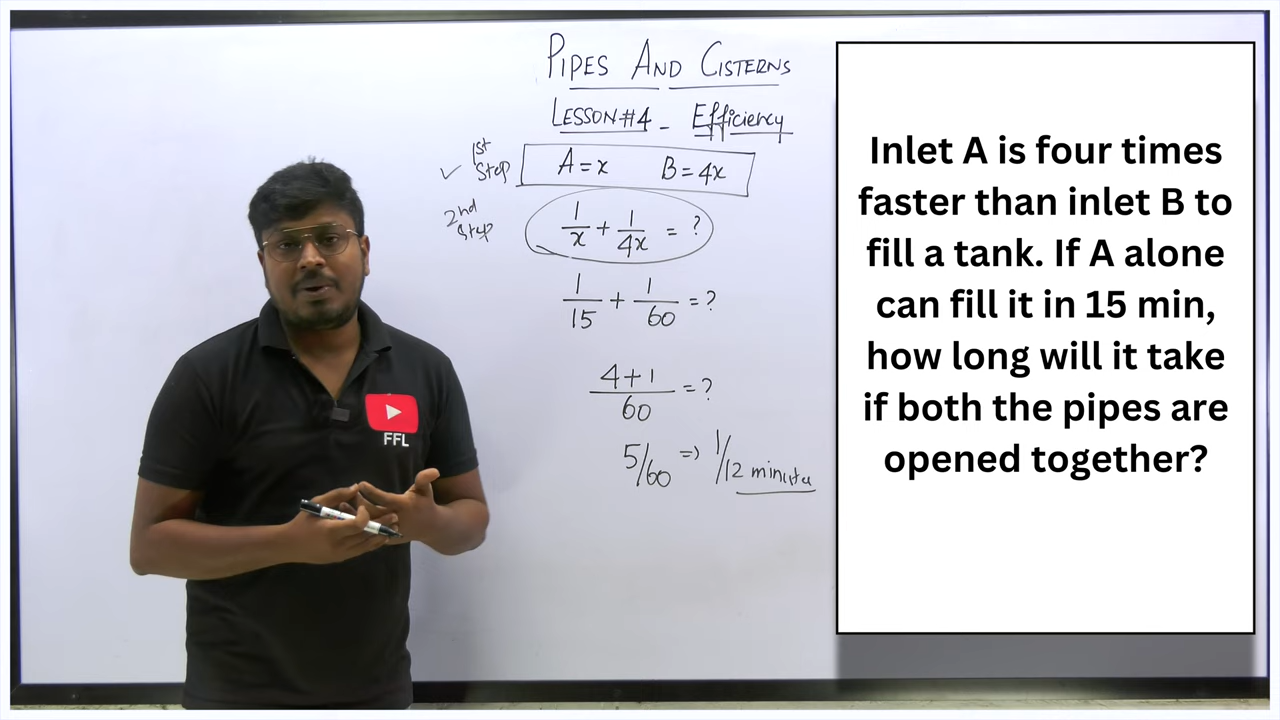 PIPES AND CISTERNS
LESSON#4 - Efficiency
✓ 1st Step A = x B = 4x
2nd Step 1/x + 1/4x = ?
1/15 + 1/60 = ?
4+1/60 = ?
5/60 => 1/12 minute
FFL
Inlet A is four times
faster than inlet B to
fill a tank. If A alone
can fill it in 15 min,
how long will it take
if both the pipes are
opened together?